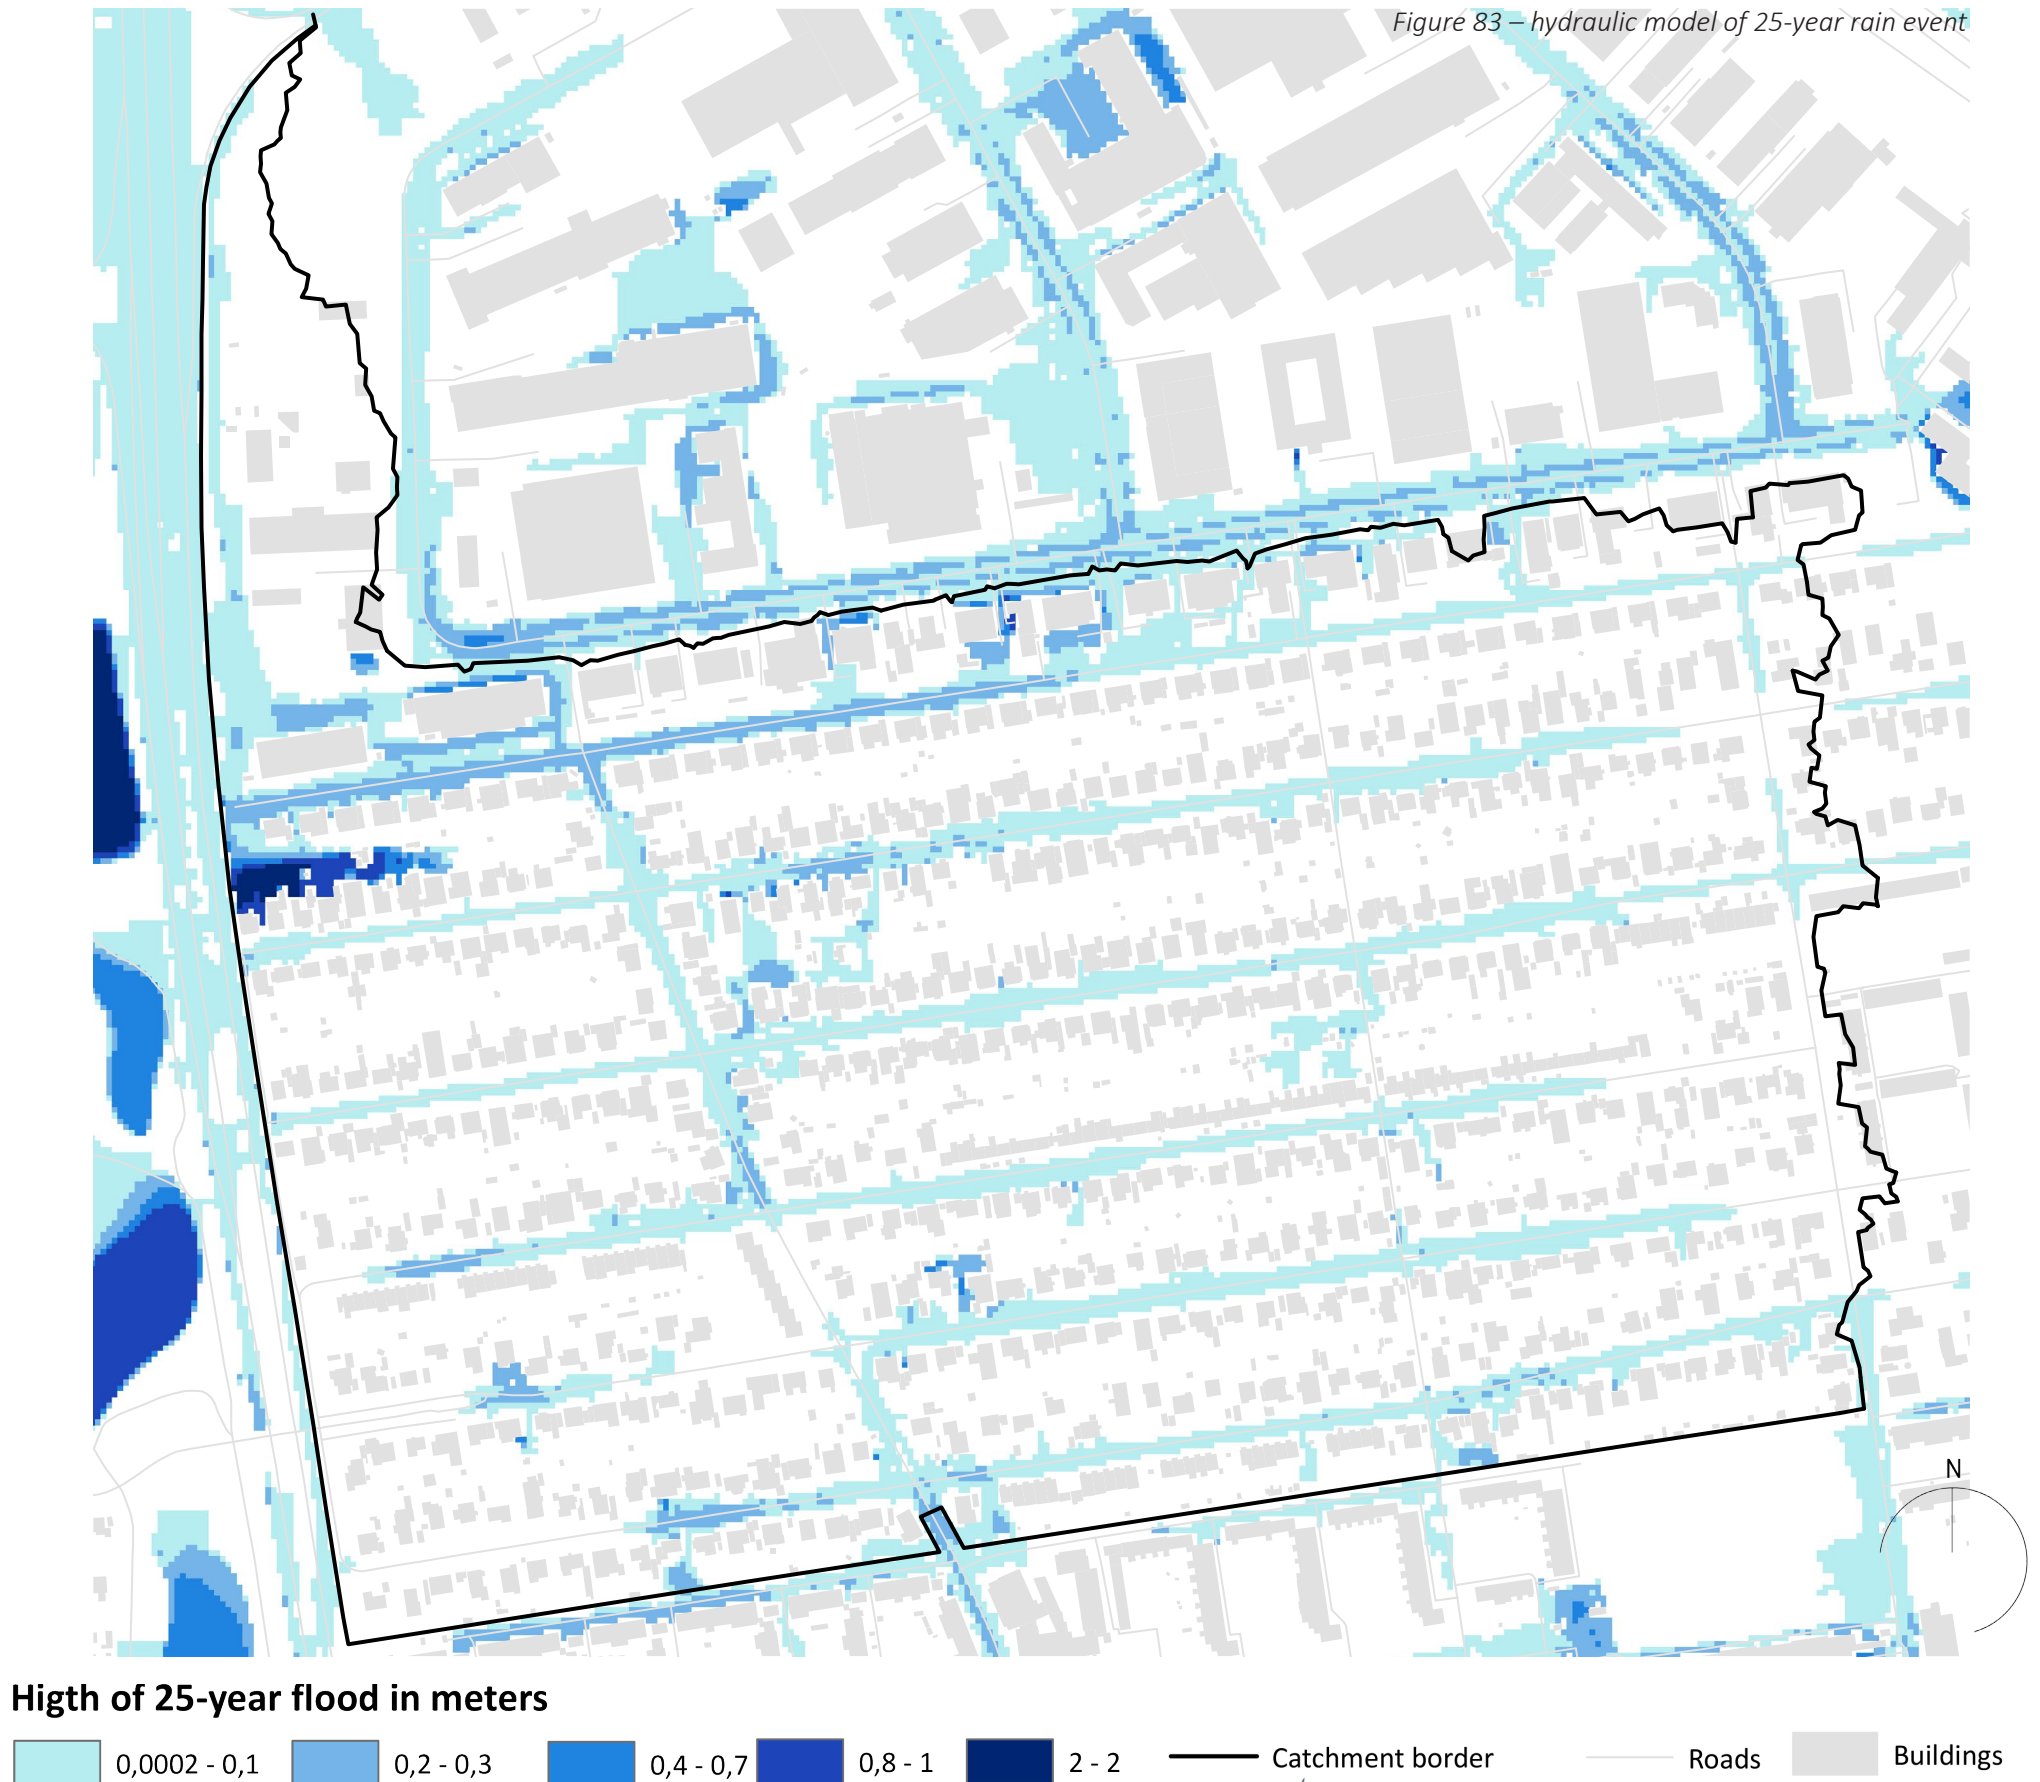 Figure 83 – hydraulic model of 25-year rain event
N
Higth of 25-year flood in meters
0,0002 - 0,1
0,2 - 0,3
0,4 - 0,7
0,8 - 1
2 - 2
Catchment border
Roads
Buildings